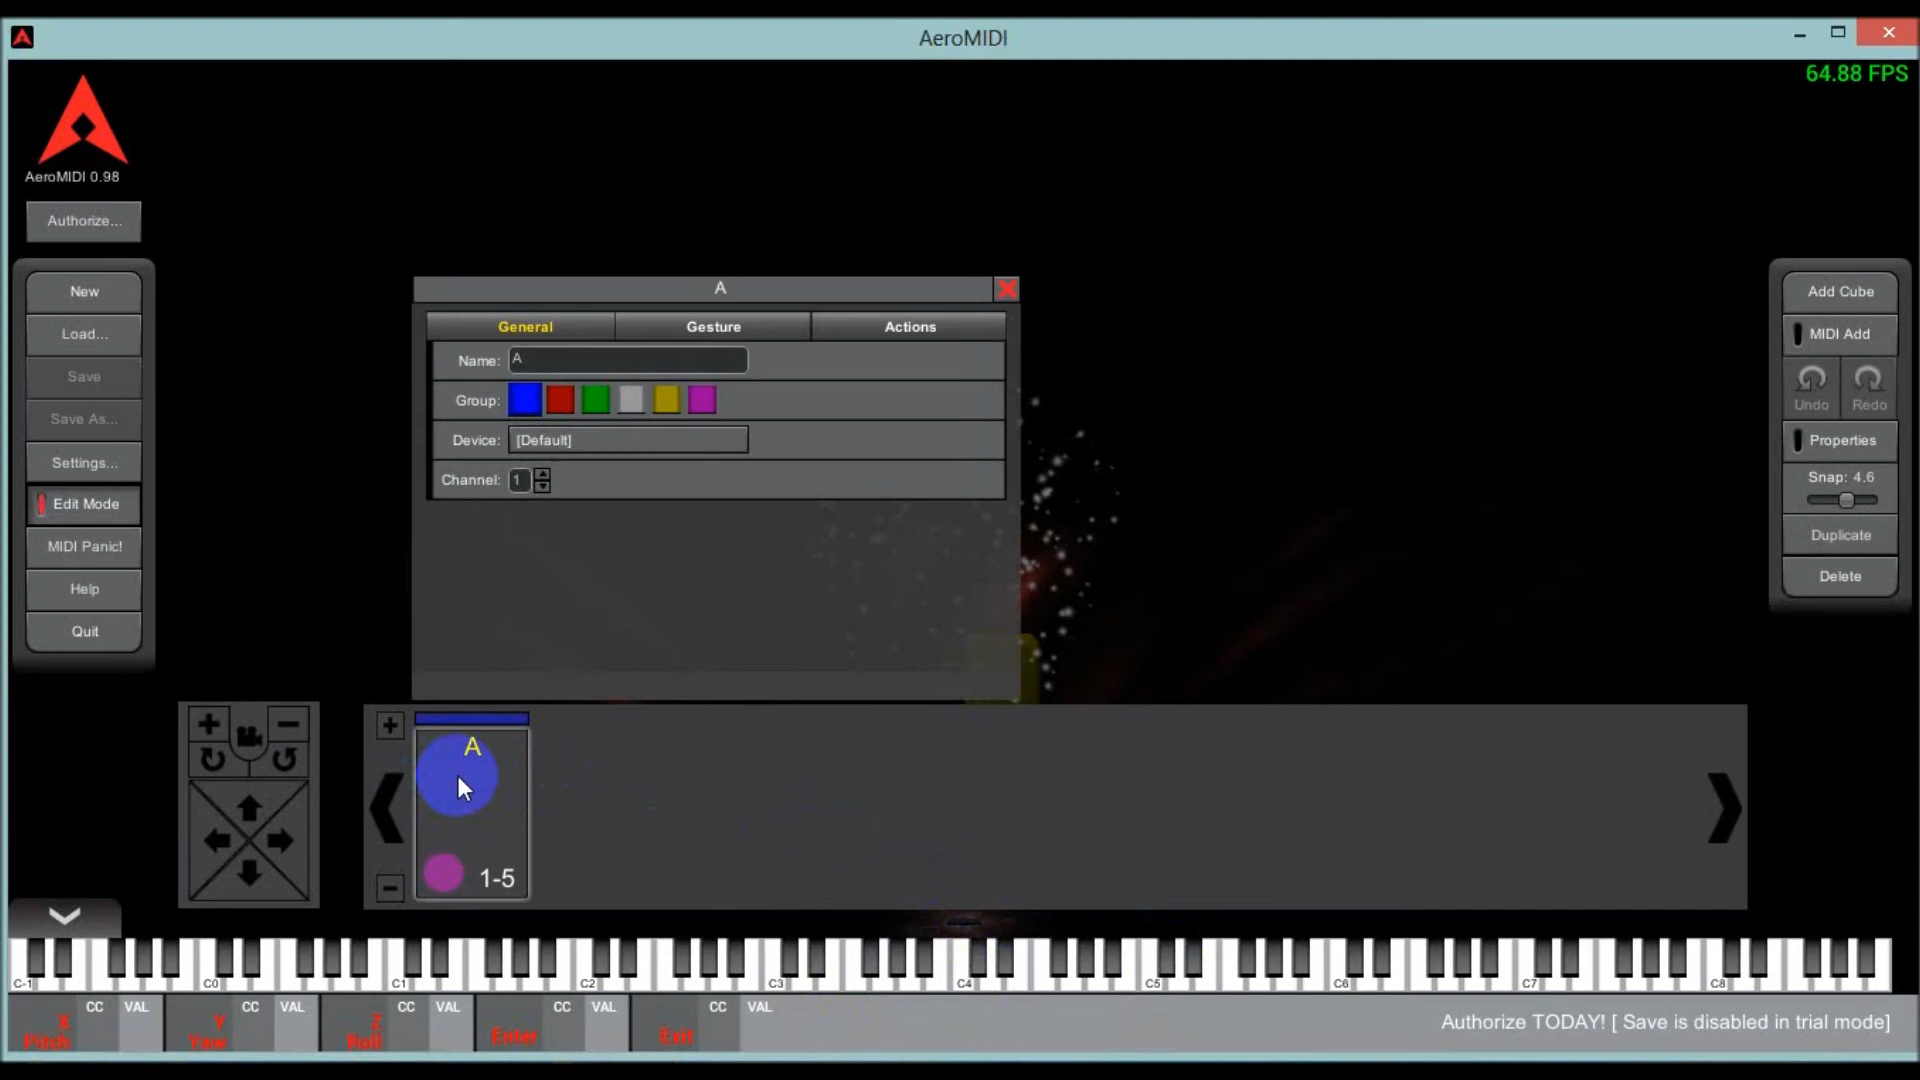 AeroMIDI
64.88 FPS
AeroMIDI 0.98
Authorize...
New
Load...
Save
Save As...
Settings...
Edit Mode
MIDI Panic!
Help
Quit
A
General Gesture Actions
Name: A
Group:
Device: [Default]
Channel: 1
Add Cube
MIDI Add
Undo Redo
Properties
Snap: 4.6
Duplicate
Delete
A
1-5
C-1 C0 C1 C2 C3 C4 C5 C6 C7 C8
X Pitch CC VAL Y Yaw CC VAL Z Roll CC VAL Enter CC VAL Exit CC VAL
Authorize TODAY! [ Save is disabled in trial mode]